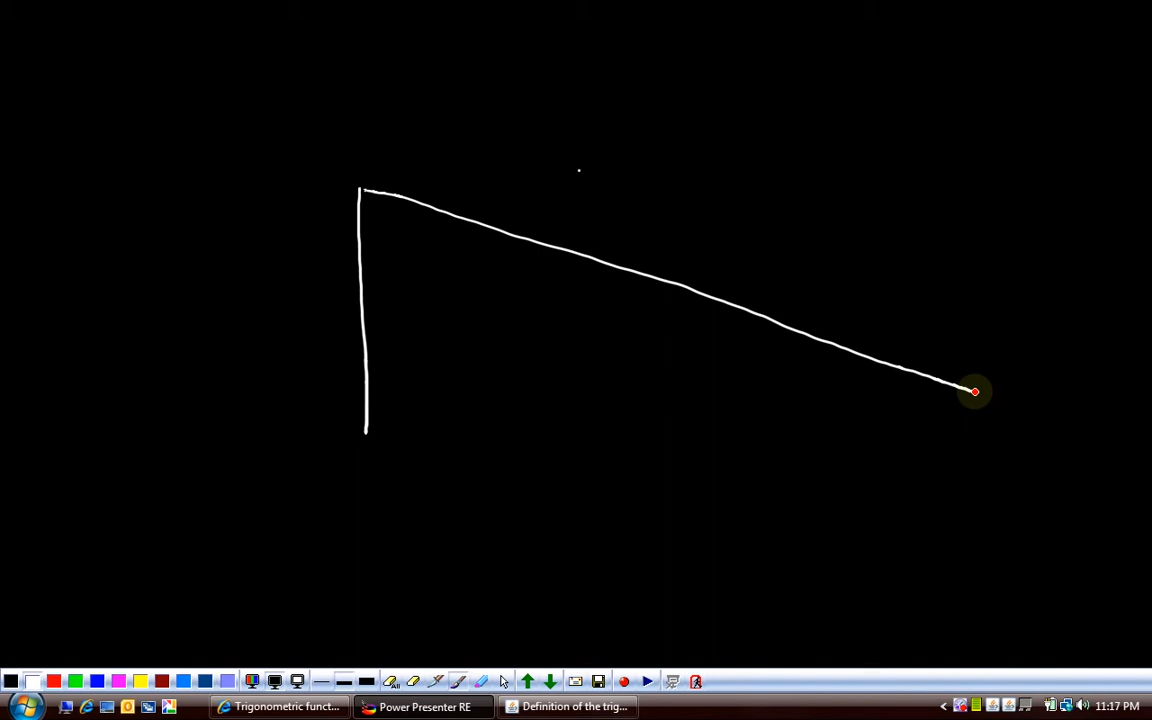 Trigonometric funct...
Power Presenter RE
Definition of the trig...
11:17 PM